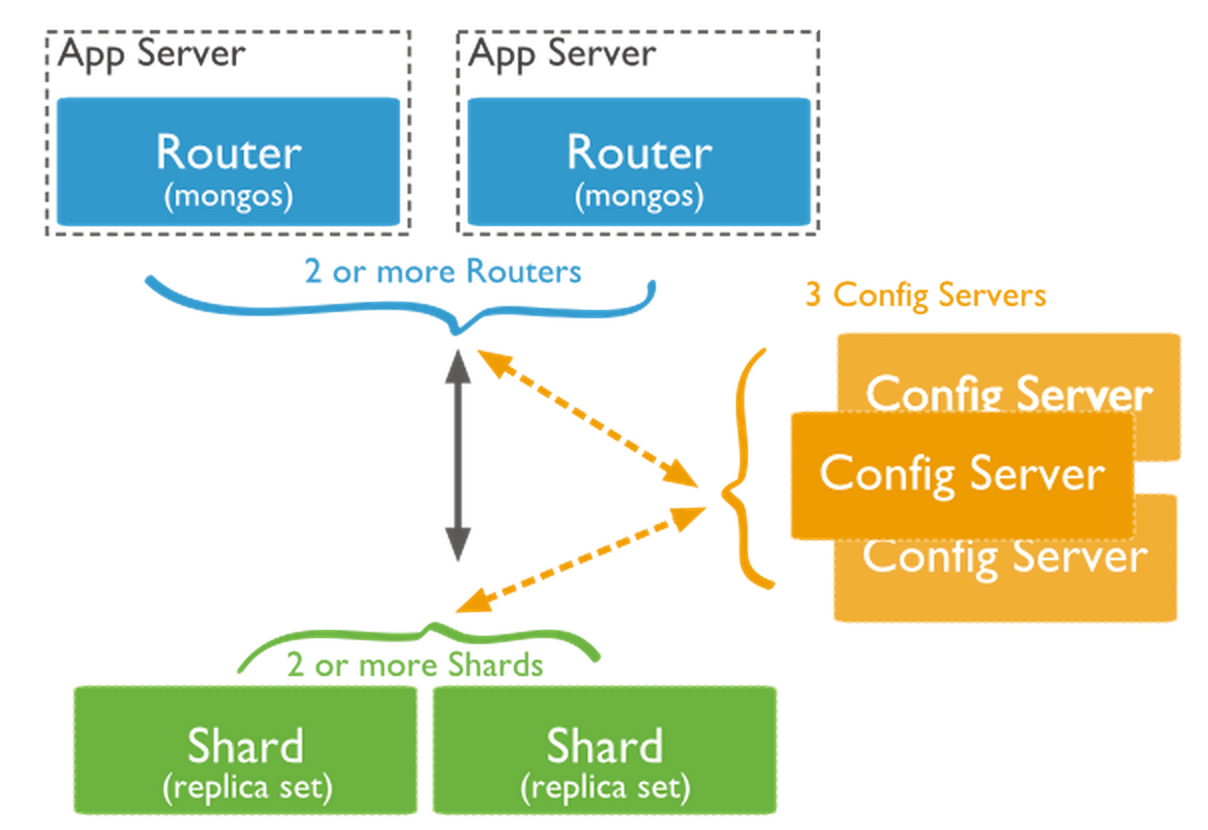 App Server
Router
(mongos)
App Server
Router
(mongos)
2 or more Routers
3 Config Servers
Config Server
Config Server
Config Server
2 or more Shards
Shard
(replica set)
Shard
(replica set)